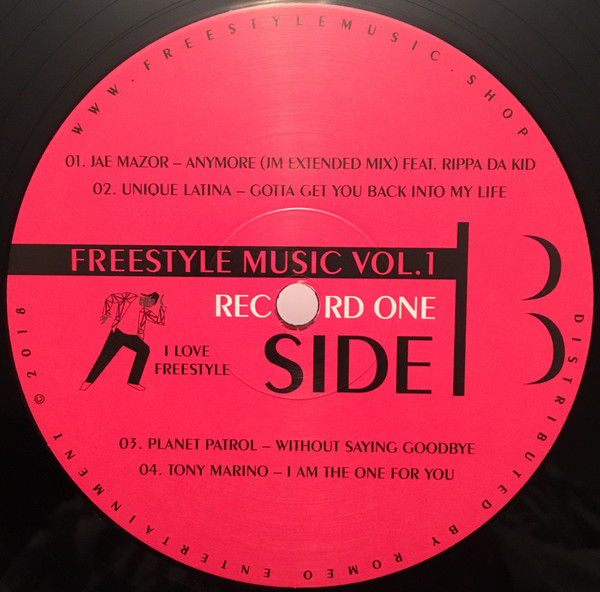 WWW.FREESTYLEMUSIC.SHOP
01. JAE MAZOR – ANYMORE (JM EXTENDED MIX) FEAT. RIPPA DA KID
02. UNIQUE LATINA – GOTTA GET YOU BACK INTO MY LIFE
FREESTYLE MUSIC VOL.1
RECORD ONE
SIDE B
I LOVE
FREESTYLE
03. PLANET PATROL – WITHOUT SAYING GOODBYE
04. TONY MARINO – I AM THE ONE FOR YOU
DISTRIBUTED BY ROMEO ENTERTAINMENT © 2018